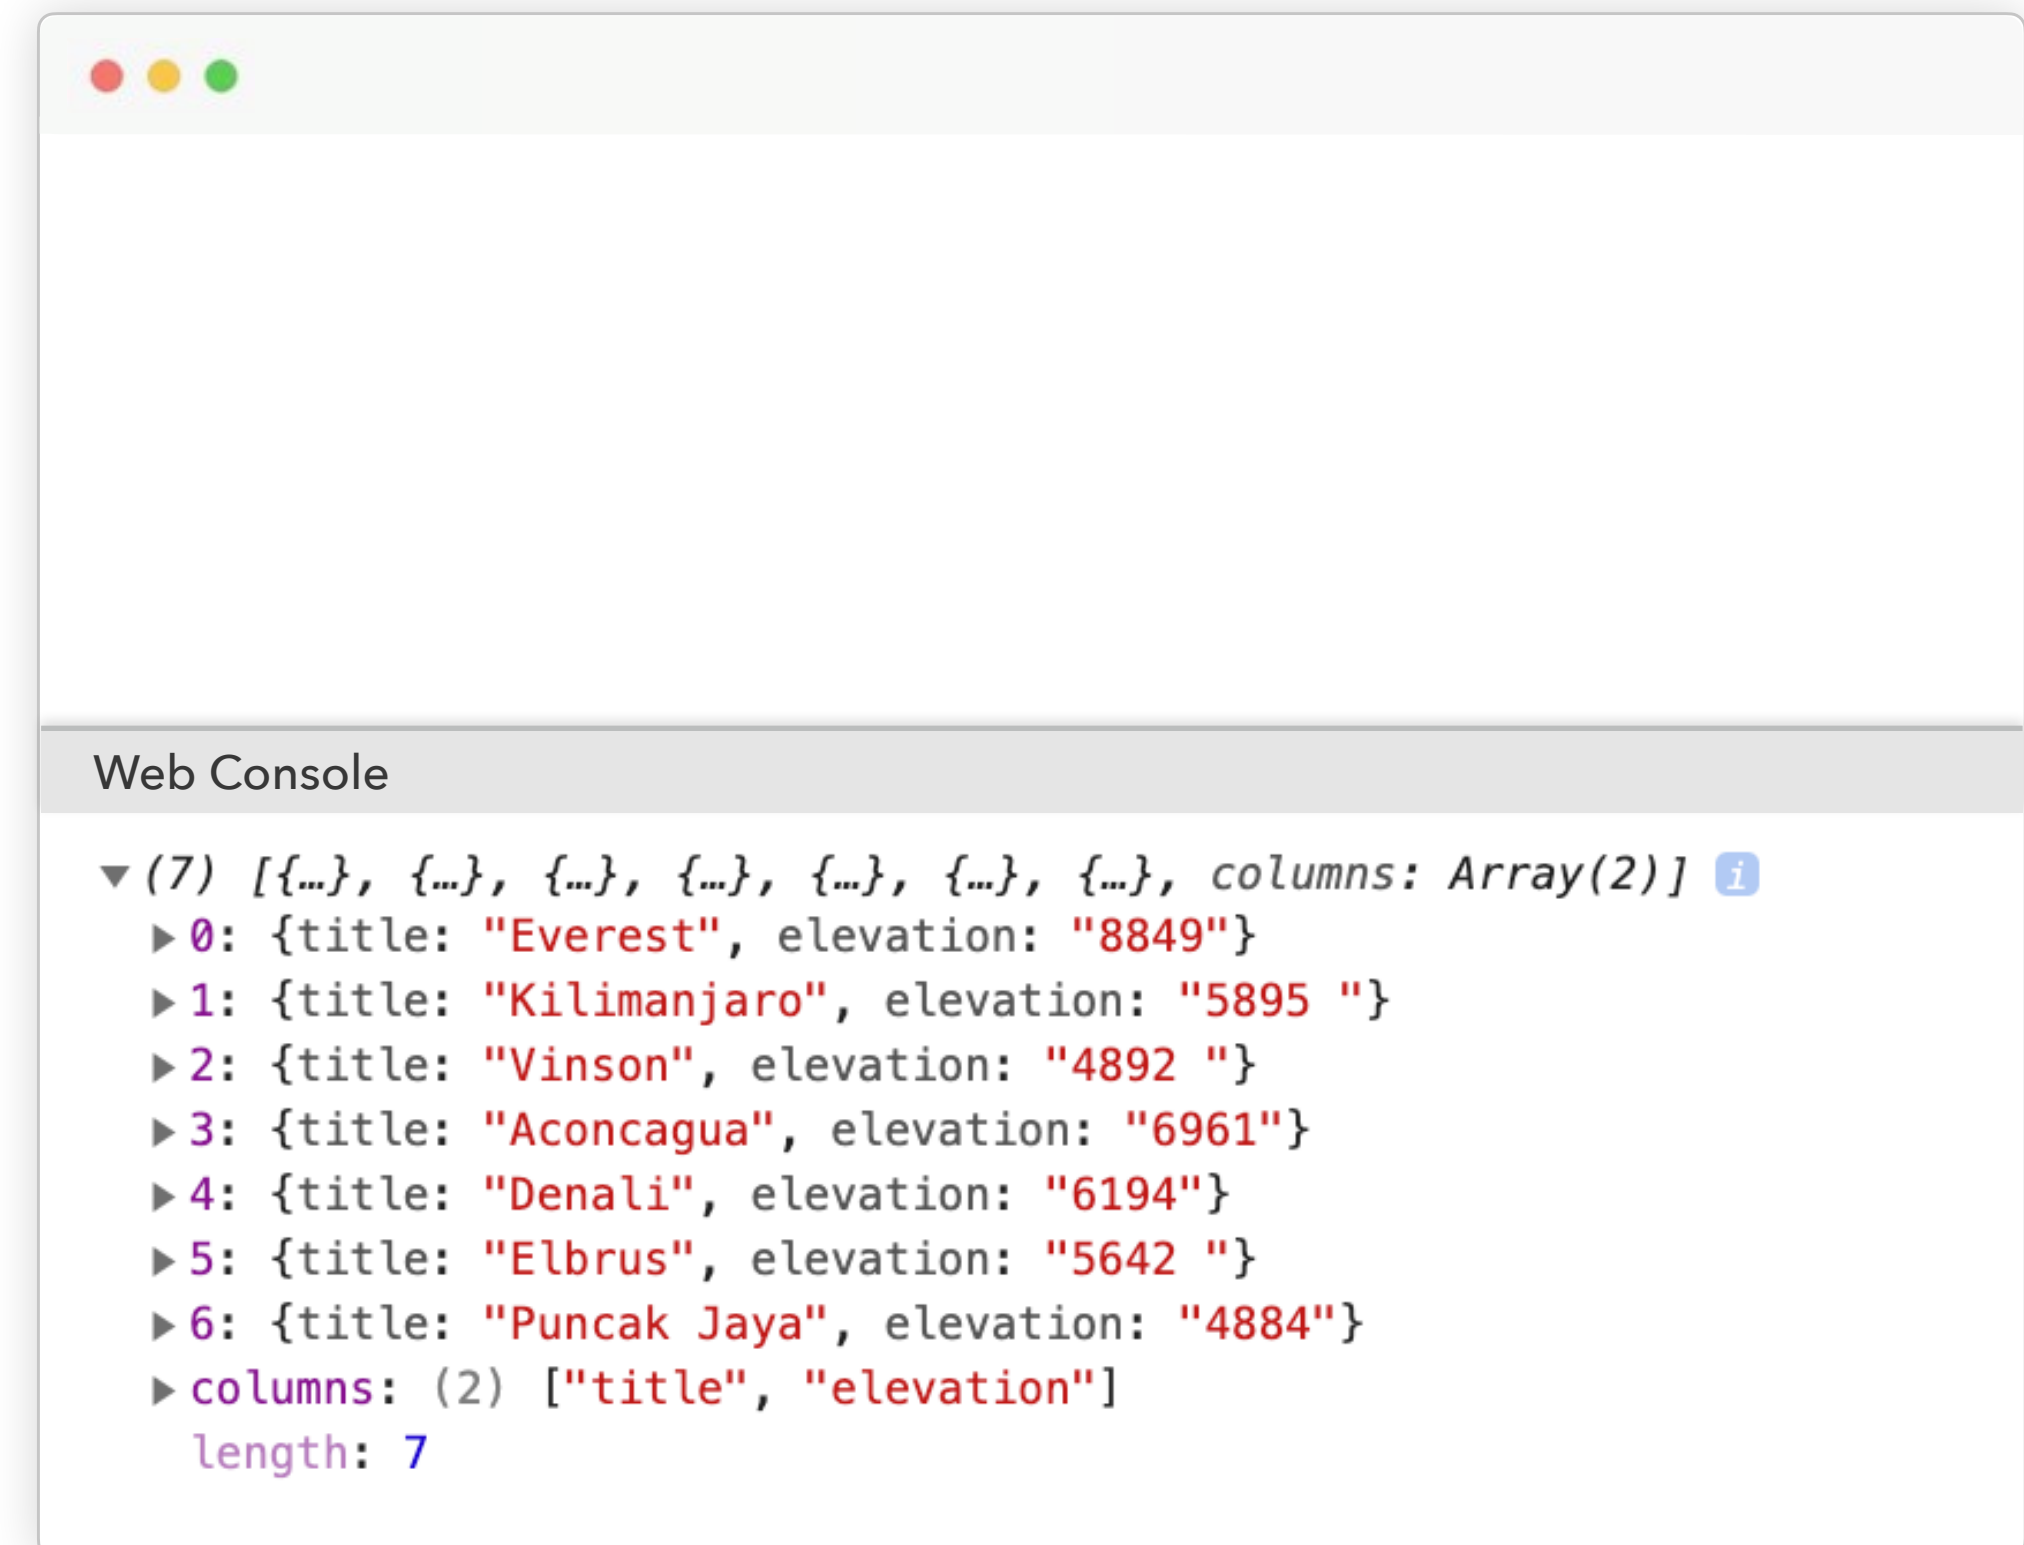 Web Console
▼(7) [{…}, {…}, {…}, {…}, {…}, {…}, {…}, columns: Array(2)] i
▶0: {title: "Everest", elevation: "8849"}
▶1: {title: "Kilimanjaro", elevation: "5895 "}
▶2: {title: "Vinson", elevation: "4892 "}
▶3: {title: "Aconcagua", elevation: "6961"}
▶4: {title: "Denali", elevation: "6194"}
▶5: {title: "Elbrus", elevation: "5642 "}
▶6: {title: "Puncak Jaya", elevation: "4884"}
▶columns: (2) ["title", "elevation"]
length: 7